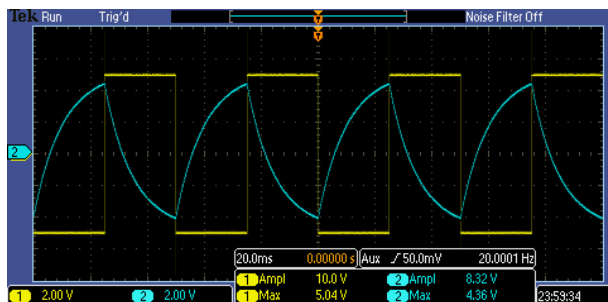 Tek Run Trig'd Noise Filter Off
T
T
2
20.0ms 0.00000 s Aux 50.0mV 20.0001 Hz
1 Ampl 10.0 V 2 Ampl 8.32 V
1 2.00 V 2 2.00 V 1 Max 5.04 V 2 Max 4.36 V 23:59:34